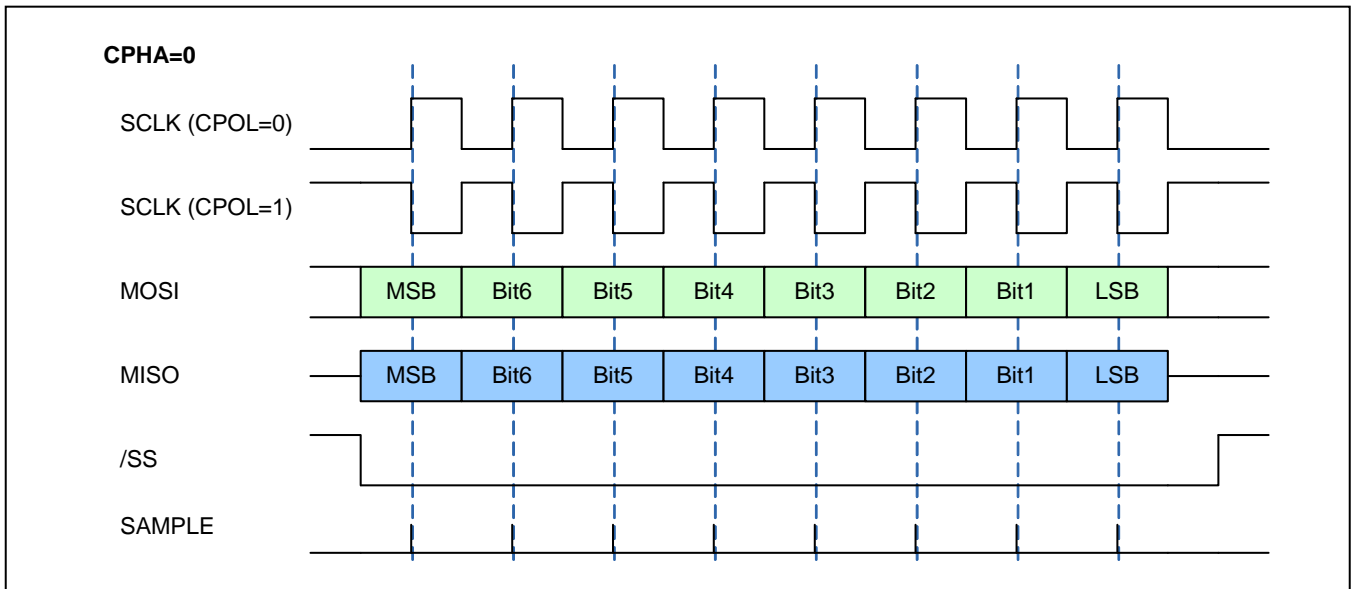 CPHA=0
SCLK (CPOL=0)
SCLK (CPOL=1)
MOSI MSB Bit6 Bit5 Bit4 Bit3 Bit2 Bit1 LSB
MISO MSB Bit6 Bit5 Bit4 Bit3 Bit2 Bit1 LSB
/SS
SAMPLE